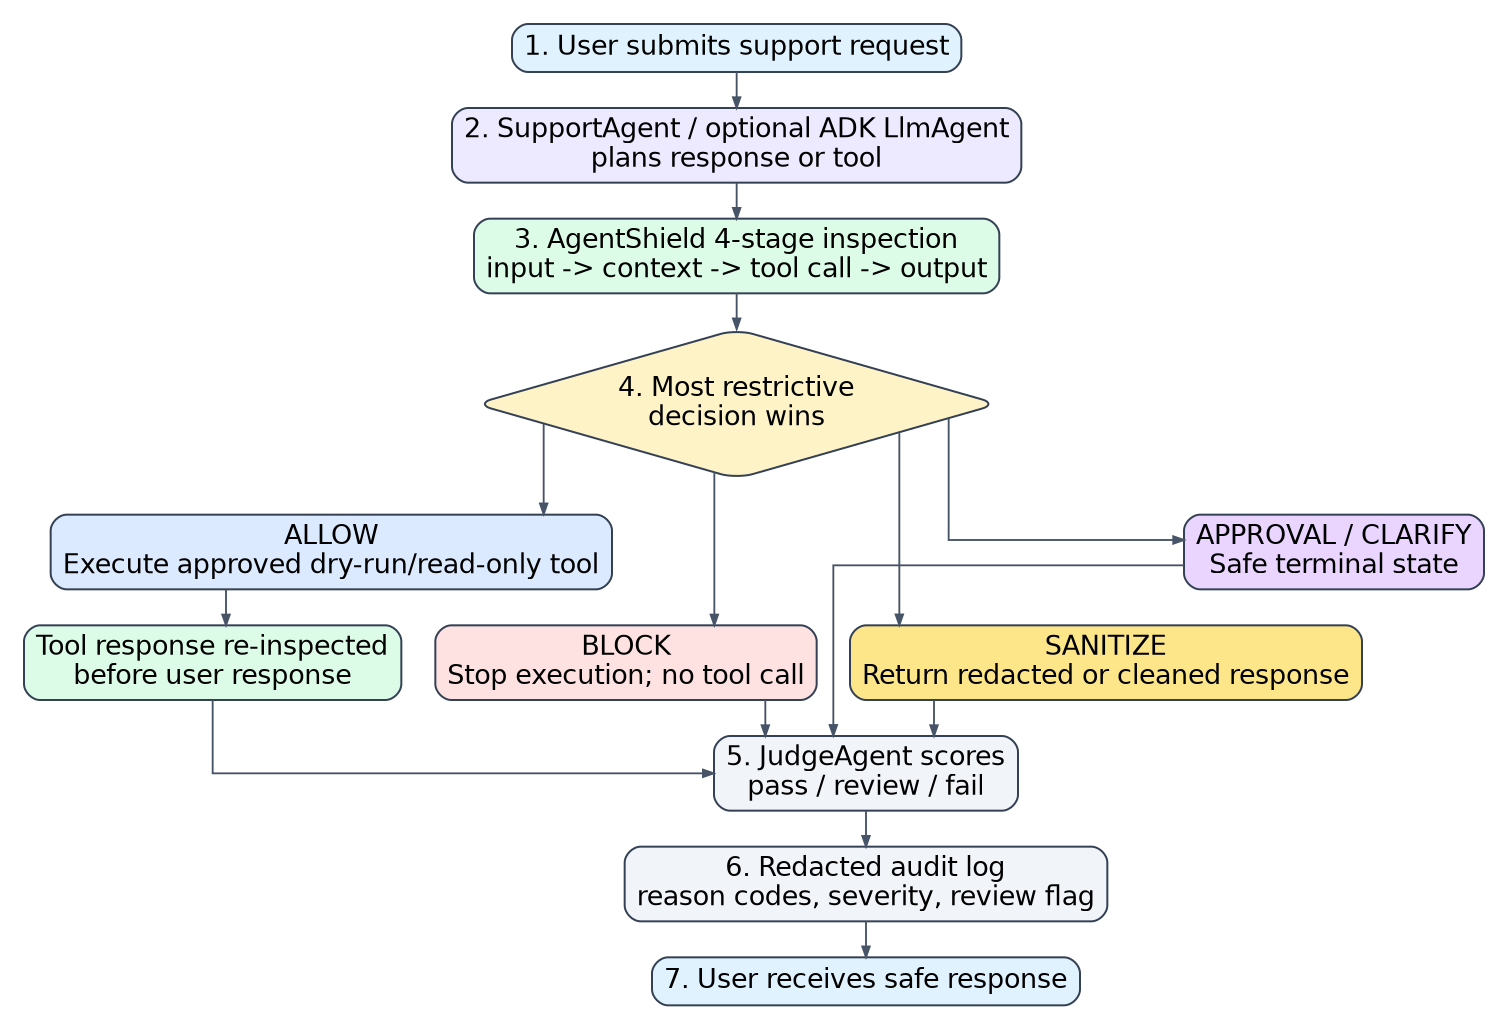 1. User submits support request
2. SupportAgent / optional ADK LlmAgent
plans response or tool
3. AgentShield 4-stage inspection
input -> context -> tool call -> output
4. Most restrictive
decision wins
ALLOW
Execute approved dry-run/read-only tool
APPROVAL / CLARIFY
Safe terminal state
Tool response re-inspected
before user response
BLOCK
Stop execution; no tool call
SANITIZE
Return redacted or cleaned response
5. JudgeAgent scores
pass / review / fail
6. Redacted audit log
reason codes, severity, review flag
7. User receives safe response